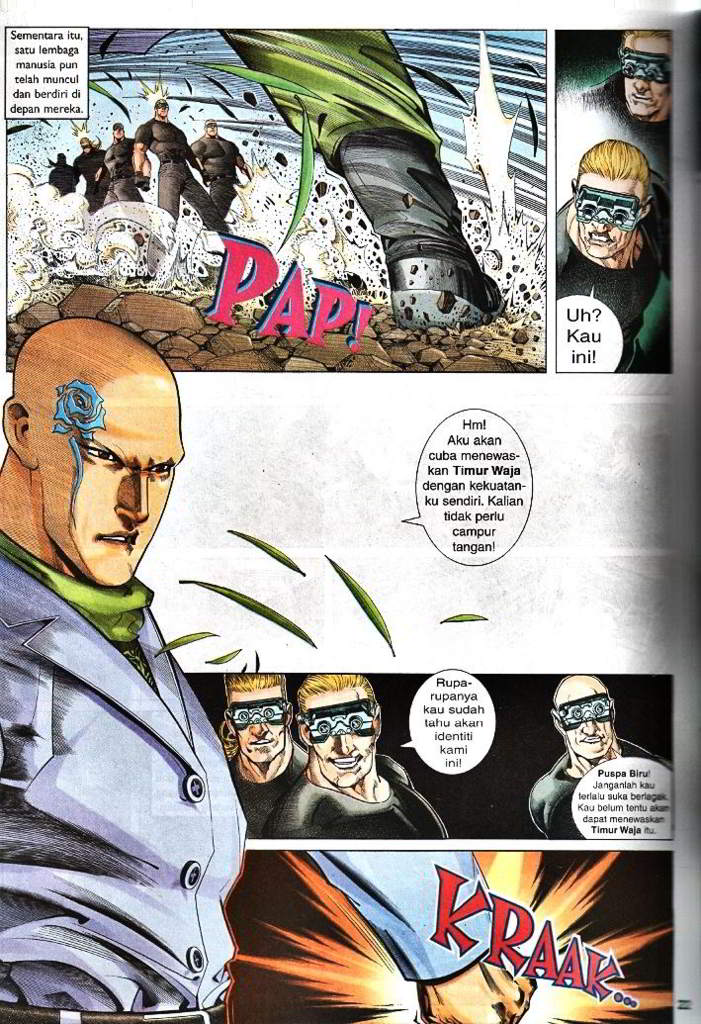 Sementara itu,
satu lembaga
manusia pun
telah muncul
dan berdiri di
depan mereka.
PAP!
Uh?
Kau
ini!
Hm!
Aku akan
cuba menewas-
kan Timur Waja
dengan kekuatan-
ku sendiri. Kalian
tidak perlu
campur
tangan!
Rupa-
rupanya
kau sudah
tahu akan
identiti
kami
ini!
Puspa Biru!
Janganlah kau
terlalu suka berlagak.
Kau belum tentu akan
dapat menewaskan
Timur Waja itu.
KRAAK...